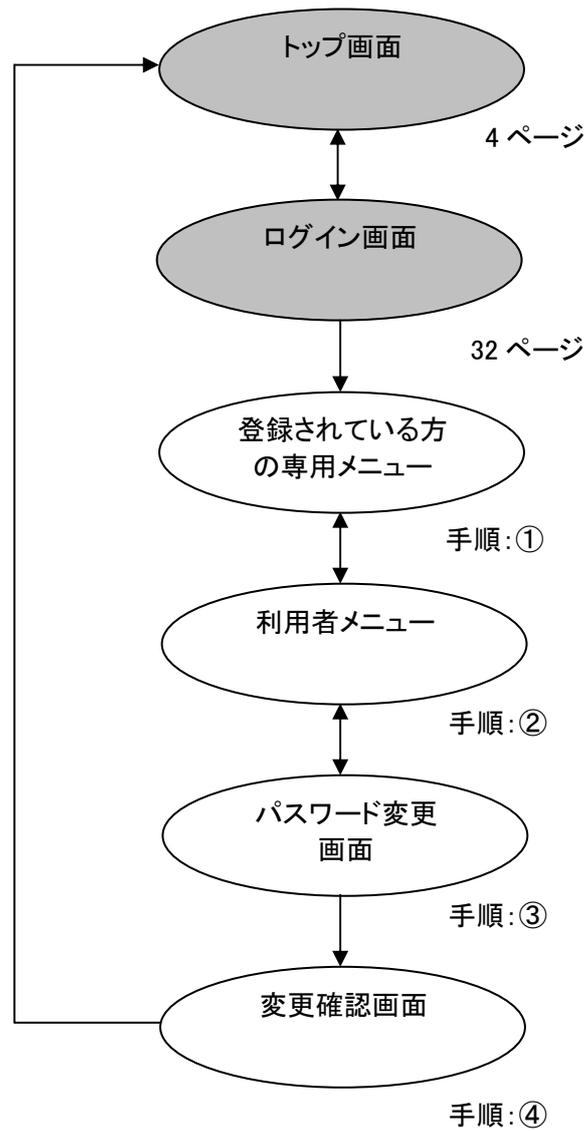 トップ画面
4 ページ
ログイン画面
32 ページ
登録されている方
の専用メニュー
手順:①
利用者メニュー
手順:②
パスワード変更
画面
手順:③
変更確認画面
手順:④